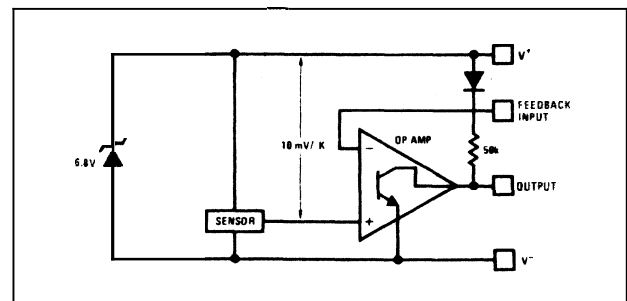 V⁺
FEEDBACK
INPUT
OP AMP
10 mV/ K
50k
6.8V
OUTPUT
SENSOR
V⁻